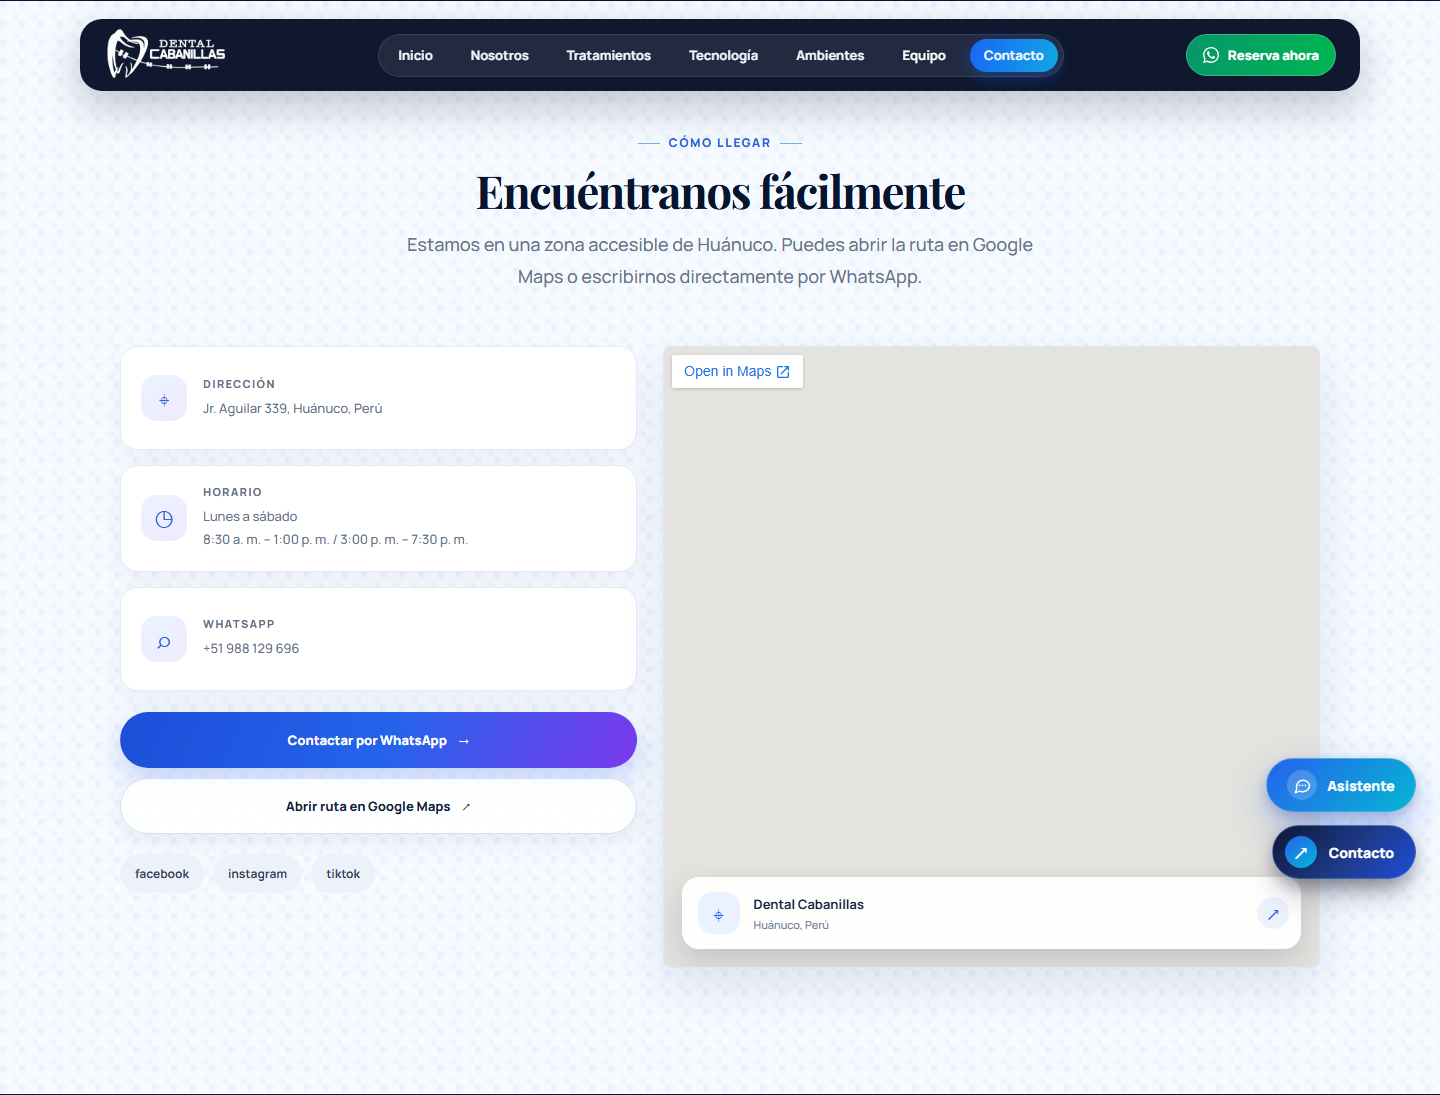 DENTAL
CABANILLAS
Inicio
Nosotros
Tratamientos
Tecnología
Ambientes
Equipo
Contacto
Reserva ahora
CÓMO LLEGAR
Encuéntranos fácilmente
Estamos en una zona accesible de Huánuco. Puedes abrir la ruta en Google
Maps o escribirnos directamente por WhatsApp.
DIRECCIÓN
Jr. Aguilar 339, Huánuco, Perú
HORARIO
Lunes a sábado
8:30 a. m. – 1:00 p. m. / 3:00 p. m. – 7:30 p. m.
WHATSAPP
+51 988 129 696
Contactar por WhatsApp →
Abrir ruta en Google Maps ↗
facebook
instagram
tiktok
Open in Maps
Dental Cabanillas
Huánuco, Perú
Asistente
Contacto